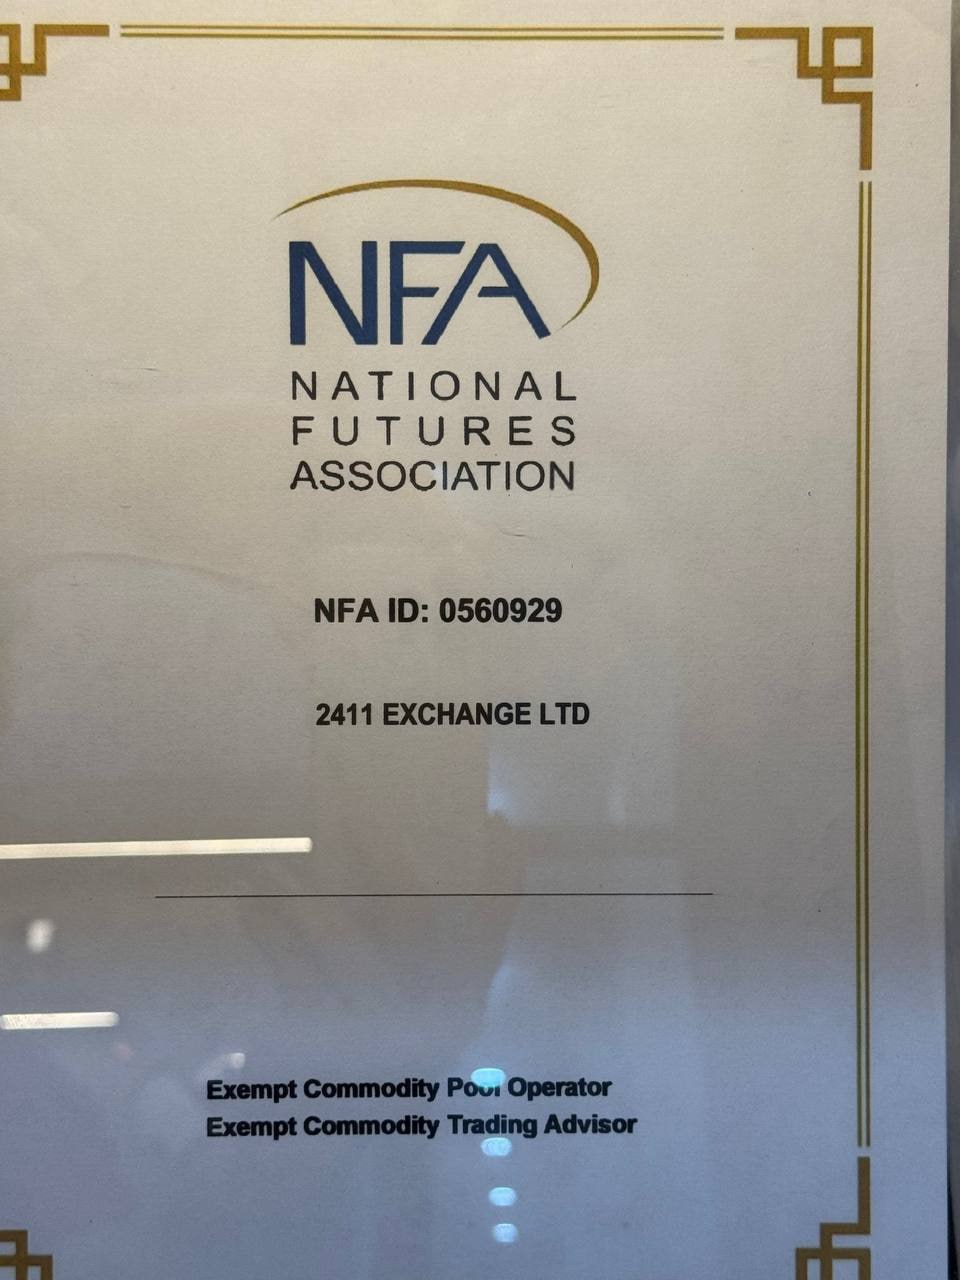 NFA
NATIONAL
FUTURES
ASSOCIATION
NFA ID: 0560929
2411 EXCHANGE LTD
Exempt Commodity Pool Operator
Exempt Commodity Trading Advisor